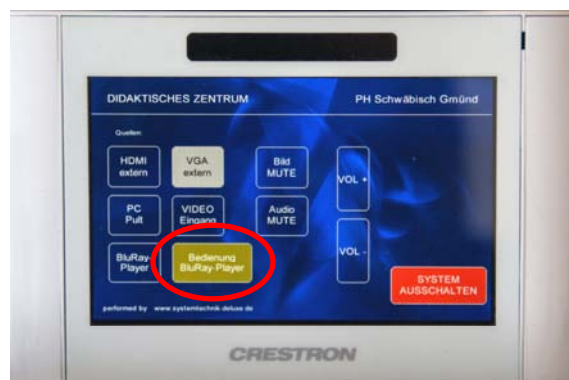 DIDAKTISCHES ZENTRUM
PH Schwäbisch Gmünd
Quellen:
HDMI
extern
VGA
extern
Bild
MUTE
VOL +
PC
Pult
VIDEO
Eingang
Audio
MUTE
BluRay-
Player
Bedienung
BluRay-Player
VOL -
SYSTEM
AUSSCHALTEN
performed by www.systemtechnik-deluxe.de
CRESTRON